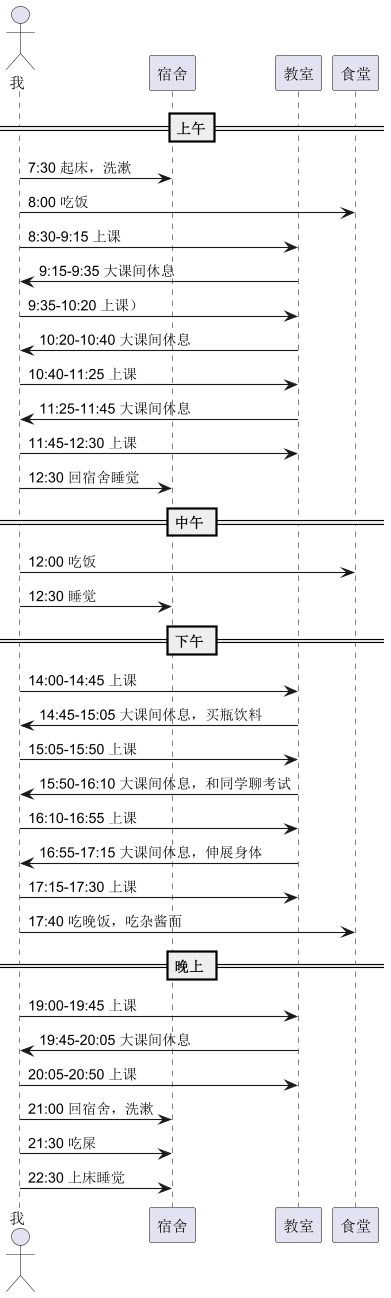 我
宿舍
教室
食堂
上午
7:30 起床，洗漱
8:00 吃饭
8:30-9:15 上课
9:15-9:35 大课间休息
9:35-10:20 上课）
10:20-10:40 大课间休息
10:40-11:25 上课
11:25-11:45 大课间休息
11:45-12:30 上课
12:30 回宿舍睡觉
中午
12:00 吃饭
12:30 睡觉
下午
14:00-14:45 上课
14:45-15:05 大课间休息，买瓶饮料
15:05-15:50 上课
15:50-16:10 大课间休息，和同学聊考试
16:10-16:55 上课
16:55-17:15 大课间休息，伸展身体
17:15-17:30 上课
17:40 吃晚饭，吃杂酱面
晚上
19:00-19:45 上课
19:45-20:05 大课间休息
20:05-20:50 上课
21:00 回宿舍，洗漱
21:30 吃屎
22:30 上床睡觉
我
宿舍
教室
食堂